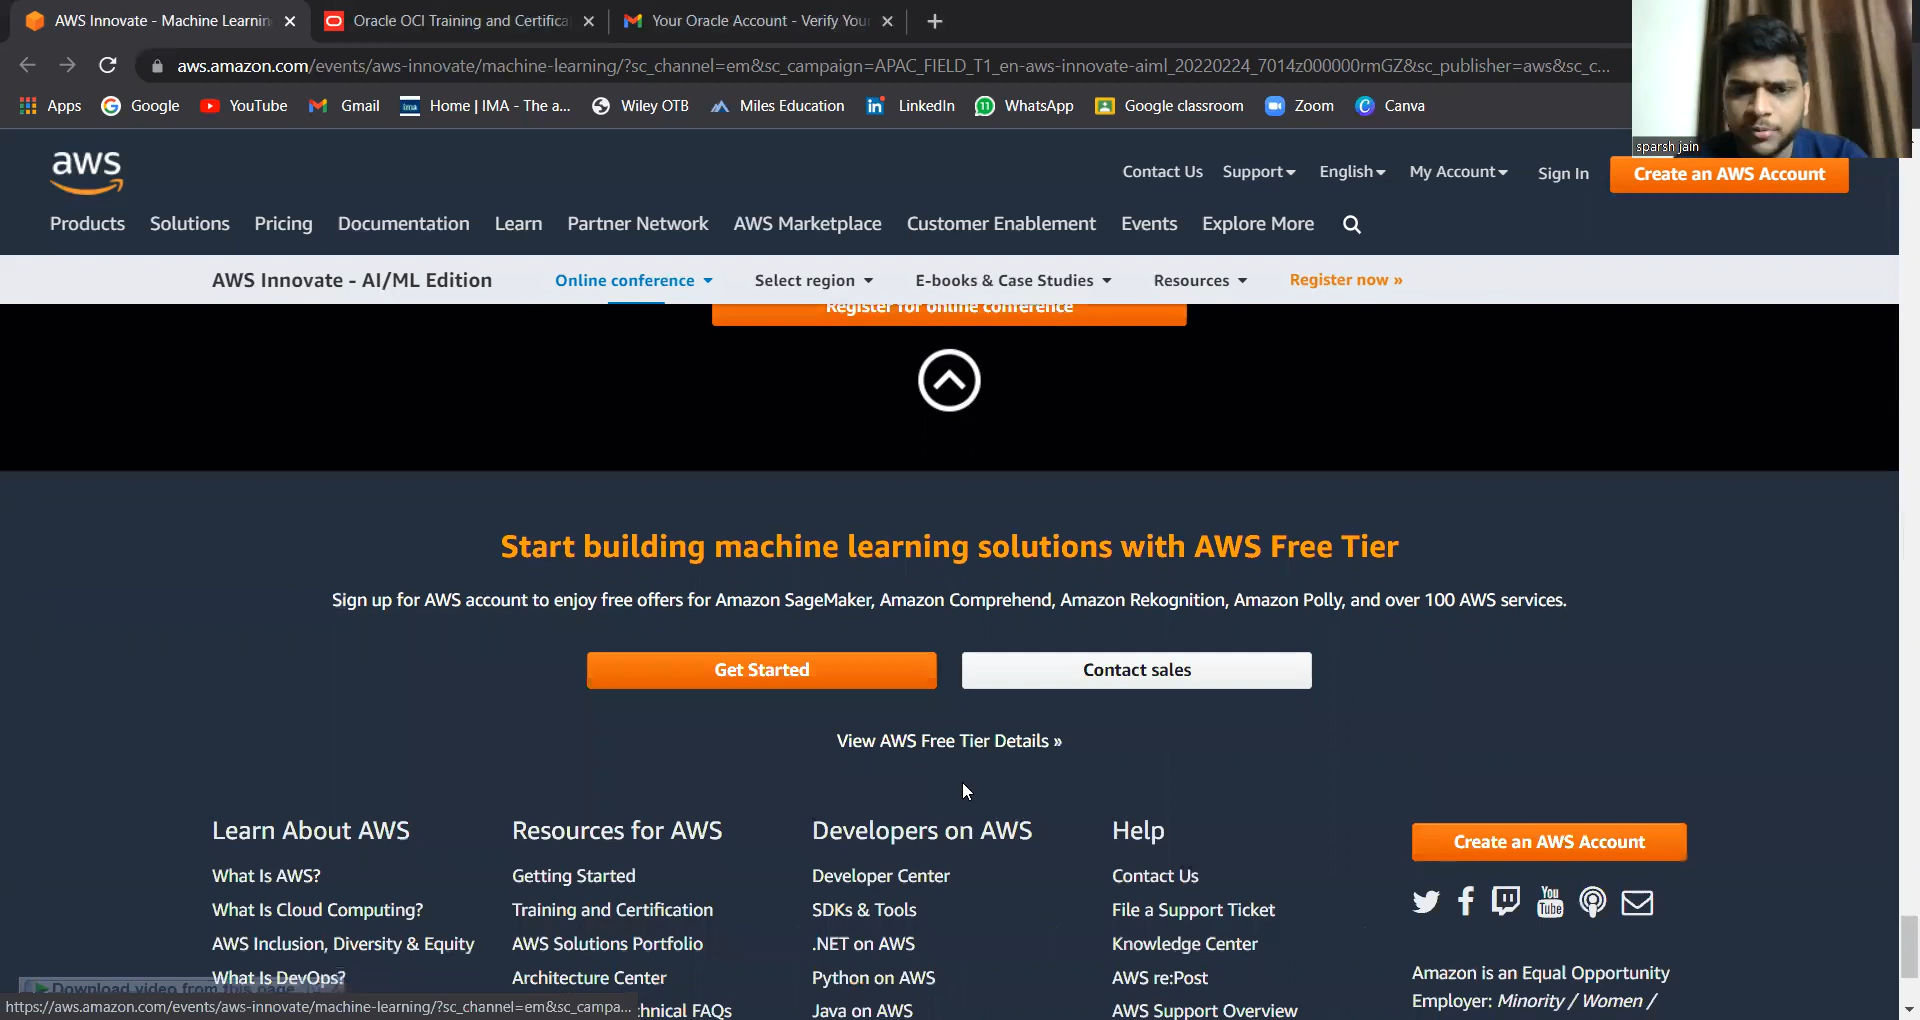 AWS Innovate - Machine Learnin
Oracle OCI Training and Certifica
Your Oracle Account - Verify You
aws.amazon.com/events/aws-innovate/machine-learning/?sc_channel=em&sc_campaign=APAC_FIELD_T1_en-aws-innovate-aiml_20220224_7014z000000rmGZ&sc_publisher=aws&sc_c...
Apps Google YouTube Gmail Home | IMA - The a... Wiley OTB Miles Education LinkedIn 11 WhatsApp Google classroom Zoom Canva
sparsh jain
aws
Contact Us Support English My Account Sign In Create an AWS Account
Products Solutions Pricing Documentation Learn Partner Network AWS Marketplace Customer Enablement Events Explore More
AWS Innovate - AI/ML Edition Online conference Select region E-books & Case Studies Resources Register now »
Register for online conference
Start building machine learning solutions with AWS Free Tier
Sign up for AWS account to enjoy free offers for Amazon SageMaker, Amazon Comprehend, Amazon Rekognition, Amazon Polly, and over 100 AWS services.
Get Started Contact sales
View AWS Free Tier Details »
Learn About AWS
What Is AWS?
What Is Cloud Computing?
AWS Inclusion, Diversity & Equity
What Is DevOps?
Resources for AWS
Getting Started
Training and Certification
AWS Solutions Portfolio
Architecture Center
hnical FAQs
Developers on AWS
Developer Center
SDKs & Tools
.NET on AWS
Python on AWS
Java on AWS
Help
Contact Us
File a Support Ticket
Knowledge Center
AWS re:Post
AWS Support Overview
Create an AWS Account
You Tube
Amazon is an Equal Opportunity
Employer: Minority / Women /
Download video from this page
https://aws.amazon.com/events/aws-innovate/machine-learning/?sc_channel=em&sc_campa...